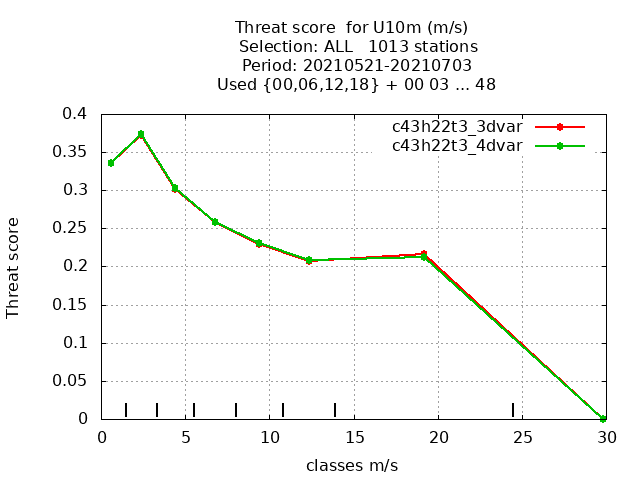 Threat score  for U10m (m/s)
Selection: ALL   1013 stations
Period: 20210521-20210703
Used {00,06,12,18} + 00 03 ... 48
c43h22t3_3dvar
c43h22t3_4dvar
0.4
0.35
0.3
0.25
0.2
0.15
0.1
0.05
0
Threat score
0 5 10 15 20 25 30
classes m/s